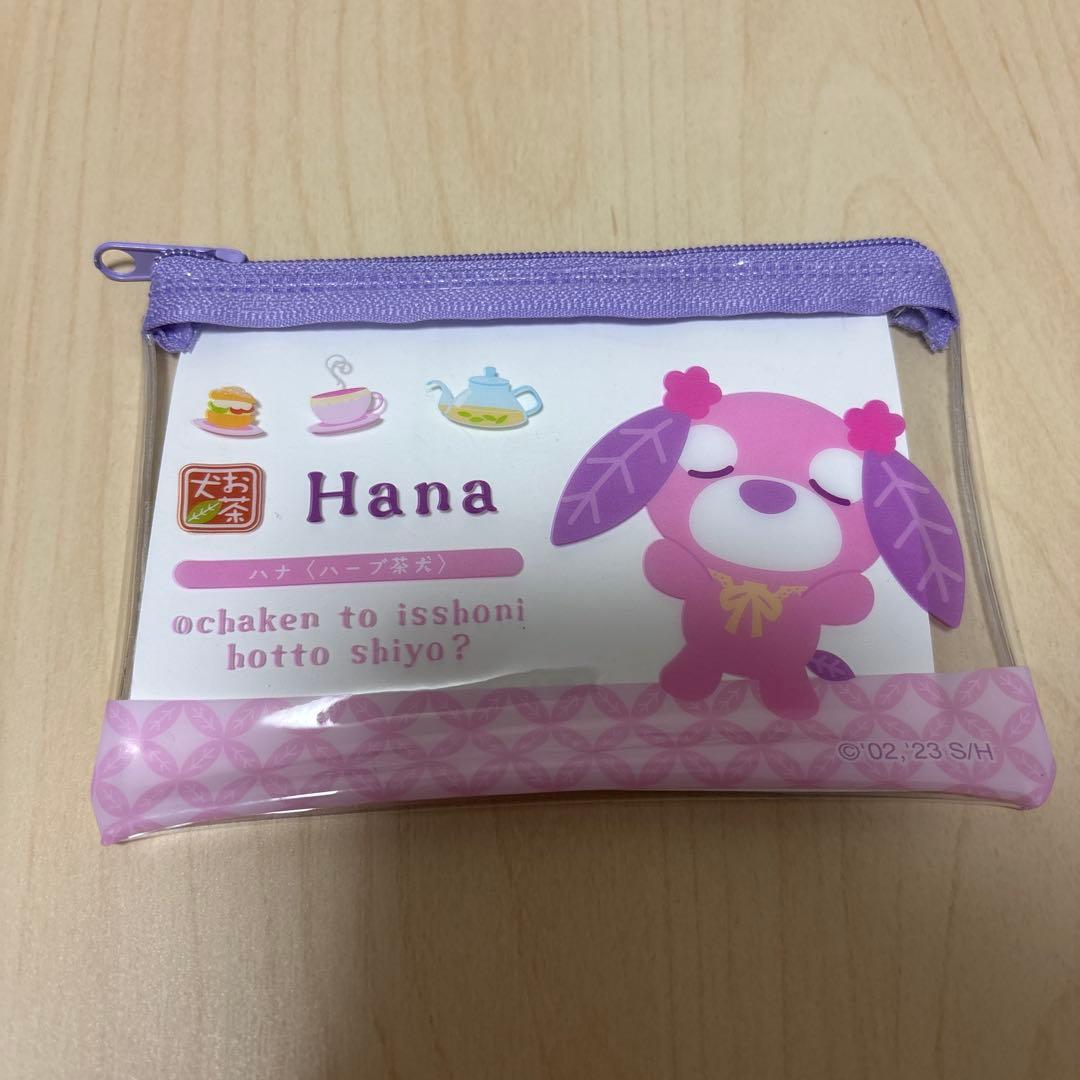 お茶犬
Hana
ハナ〈ハーブ茶犬〉
ochaken to isshoni
hotto shiyo?
©'02,'23 S/H